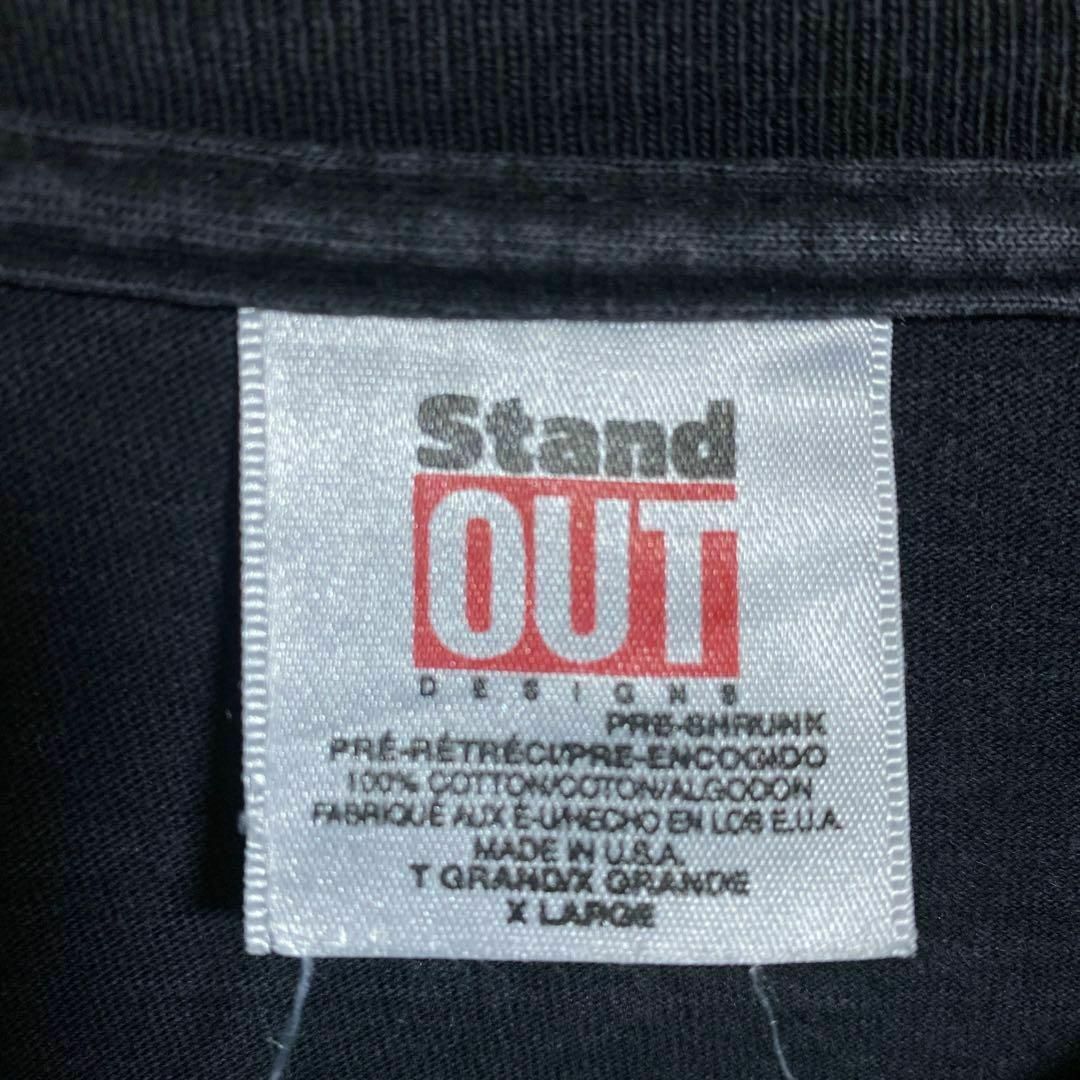 Stand
OUT
DESIGNS
PRE-SHRUNK
PRÉ-RÉTRÉCI/PRE-ENCOGIDO
100% COTTON/COTON/ALGODON
FABRIQUÉ AUX É-U/HECHO EN LOS E.U.A.
MADE IN U.S.A.
T GRAND/X GRANDE
X LARGE